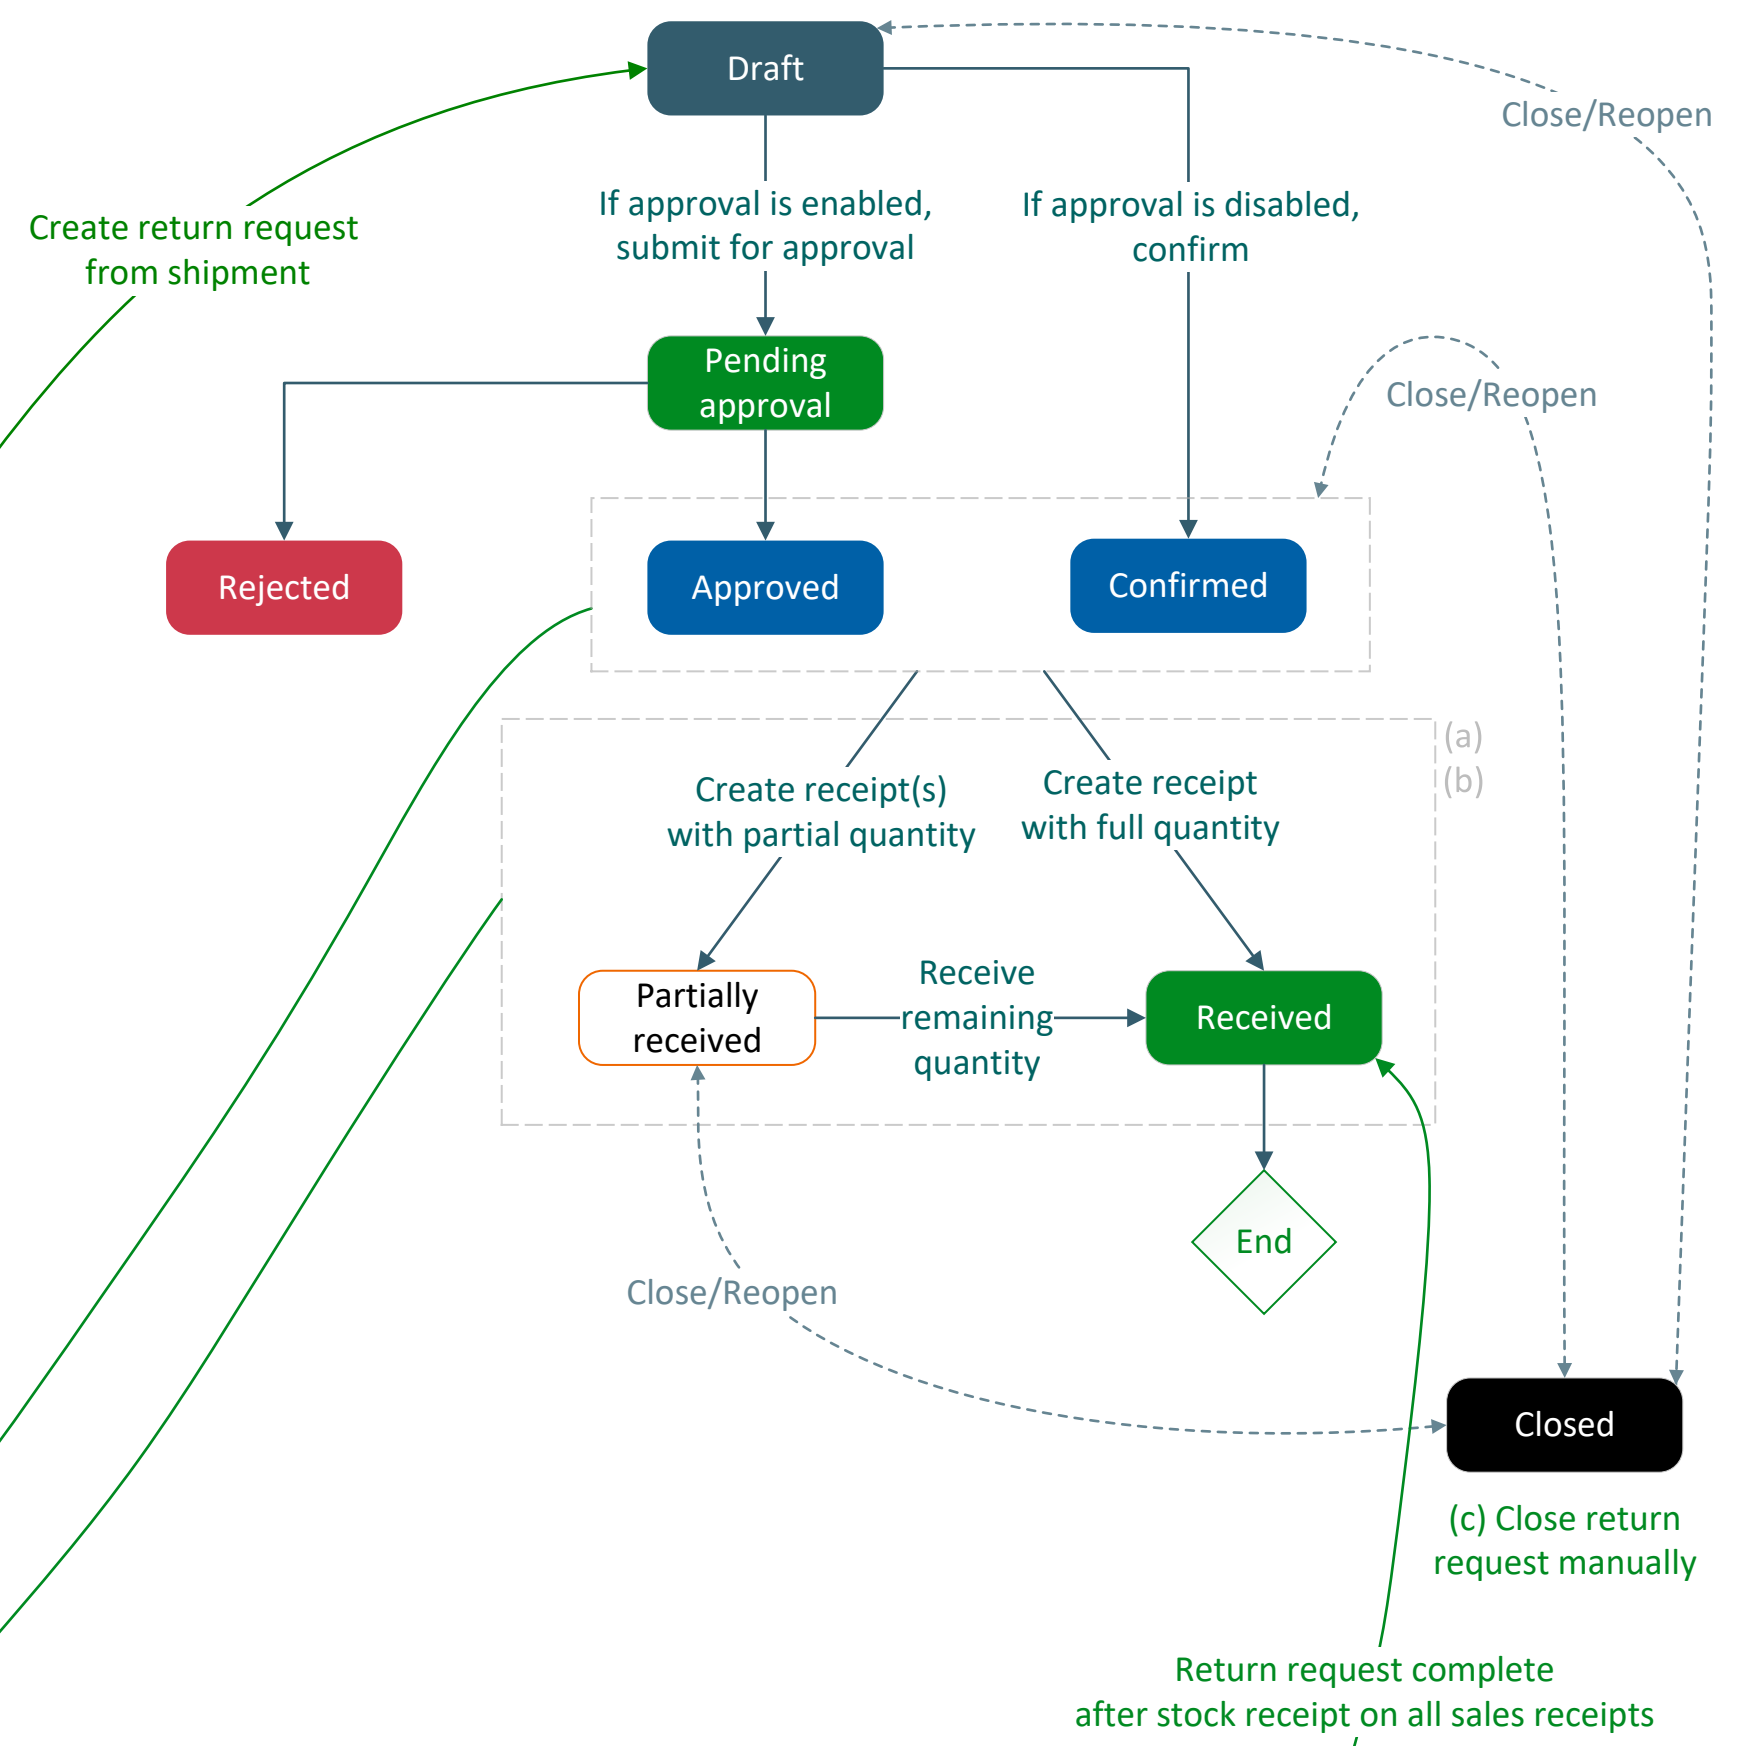 Draft
Close/Reopen
If approval is enabled,
submit for approval
If approval is disabled,
confirm
Create return request
from shipment
Pending
approval
Close/Reopen
Rejected
Approved
Confirmed
(a)
(b)
Create receipt(s)
with partial quantity
Create receipt
with full quantity
Partially
received
Receive
remaining
quantity
Received
End
Close/Reopen
Closed
(c) Close return
request manually
Return request complete
after stock receipt on all sales receipts